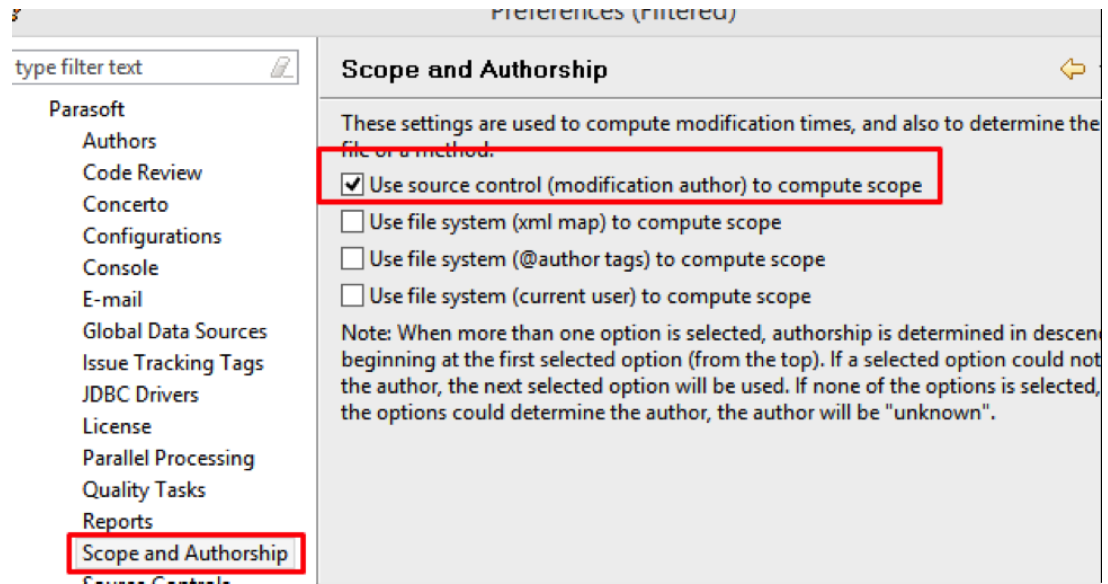 Preferences (Filtered)
type filter text
Parasoft
Authors
Code Review
Concerto
Configurations
Console
E-mail
Global Data Sources
Issue Tracking Tags
JDBC Drivers
License
Parallel Processing
Quality Tasks
Reports
Scope and Authorship
Source Controls
Scope and Authorship
These settings are used to compute modification times, and also to determine the
file or a method.
Use source control (modification author) to compute scope
Use file system (xml map) to compute scope
Use file system (@author tags) to compute scope
Use file system (current user) to compute scope
Note: When more than one option is selected, authorship is determined in descen
beginning at the first selected option (from the top). If a selected option could not
the author, the next selected option will be used. If none of the options is selected,
the options could determine the author, the author will be "unknown".